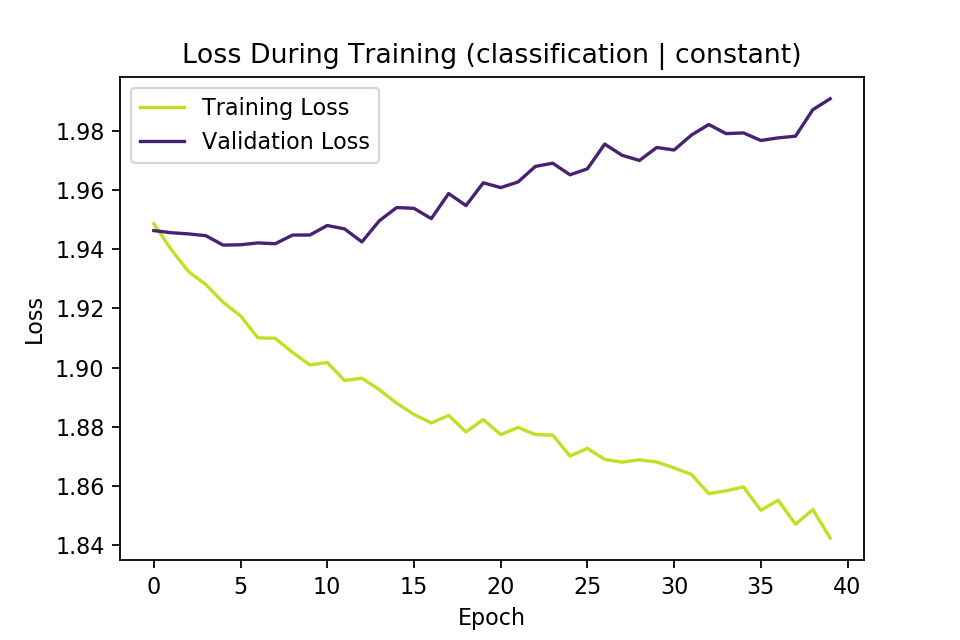 Loss During Training (classification | constant)
Training Loss
Validation Loss
1.98
1.96
1.94
1.92
1.90
1.88
1.86
1.84
Loss
0 5 10 15 20 25 30 35 40
Epoch